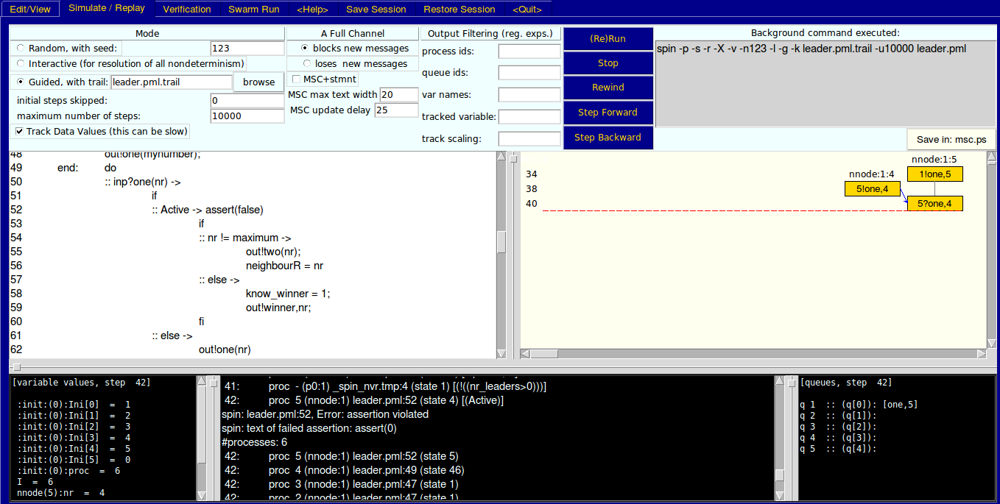 Edit/View Simulate / Replay Verification Swarm Run <Help> Save Session Restore Session <Quit>
Mode
Random, with seed: 123
Interactive (for resolution of all nondeterminism)
Guided, with trail: leader.pml.trail browse
initial steps skipped: 0
maximum number of steps: 10000
Track Data Values (this can be slow)
A Full Channel
blocks new messages
loses new messages
MSC+stmnt
MSC max text width 20
MSC update delay 25
Output Filtering (reg. exps.)
process ids:
queue ids:
var names:
tracked variable:
track scaling:
(Re)Run
Stop
Rewind
Step Forward
Step Backward
Background command executed:
spin -p -s -r -X -v -n123 -l -g -k leader.pml.trail -u10000 leader.pml
Save in: msc.ps
48 out!one(mynumber);
49 end: do
50 :: inp?one(nr) ->
51 if
52 :: Active -> assert(false)
53 if
54 :: nr != maximum ->
55 out!two(nr);
56 neighbourR = nr
57 :: else ->
58 know_winner = 1;
59 out!winner,nr;
60 fi
61 :: else ->
62 out!one(nr)
nnode:1:5
34 nnode:1:4 1!one,5
38 5!one,4
40 5?one,4
[variable values, step 42]
:init:(0):Ini[0] = 1
:init:(0):Ini[1] = 2
:init:(0):Ini[2] = 3
:init:(0):Ini[3] = 4
:init:(0):Ini[4] = 5
:init:(0):Ini[5] = 0
:init:(0):proc = 6
I = 6
nnode(5):nr = 4
41: proc - (p0:1) _spin_nvr.tmp:4 (state 1) [(!((nr_leaders>0)))]
42: proc 5 (nnode:1) leader.pml:52 (state 4) [(Active)]
spin: leader.pml:52, Error: assertion violated
spin: text of failed assertion: assert(0)
#processes: 6
42: proc 5 (nnode:1) leader.pml:52 (state 5)
42: proc 4 (nnode:1) leader.pml:49 (state 46)
42: proc 3 (nnode:1) leader.pml:47 (state 1)
42: proc 2 (nnode:1) leader.pml:47 (state 1)
[queues, step 42]
q 1 :: (q[0]): [one,5]
q 2 :: (q[1]):
q 3 :: (q[2]):
q 4 :: (q[3]):
q 5 :: (q[4]):